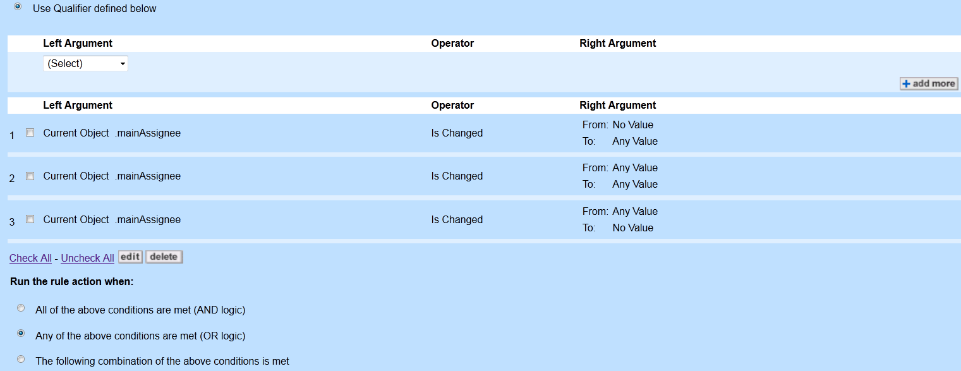 Use Qualifier defined below
Left Argument Operator Right Argument
(Select)
+ add more
Left Argument Operator Right Argument
1 Current Object .mainAssignee Is Changed From: No Value
To: Any Value
2 Current Object .mainAssignee Is Changed From: Any Value
To: Any Value
3 Current Object .mainAssignee Is Changed From: Any Value
To: No Value
Check All - Uncheck All edit delete
Run the rule action when:
All of the above conditions are met (AND logic)
Any of the above conditions are met (OR logic)
The following combination of the above conditions is met